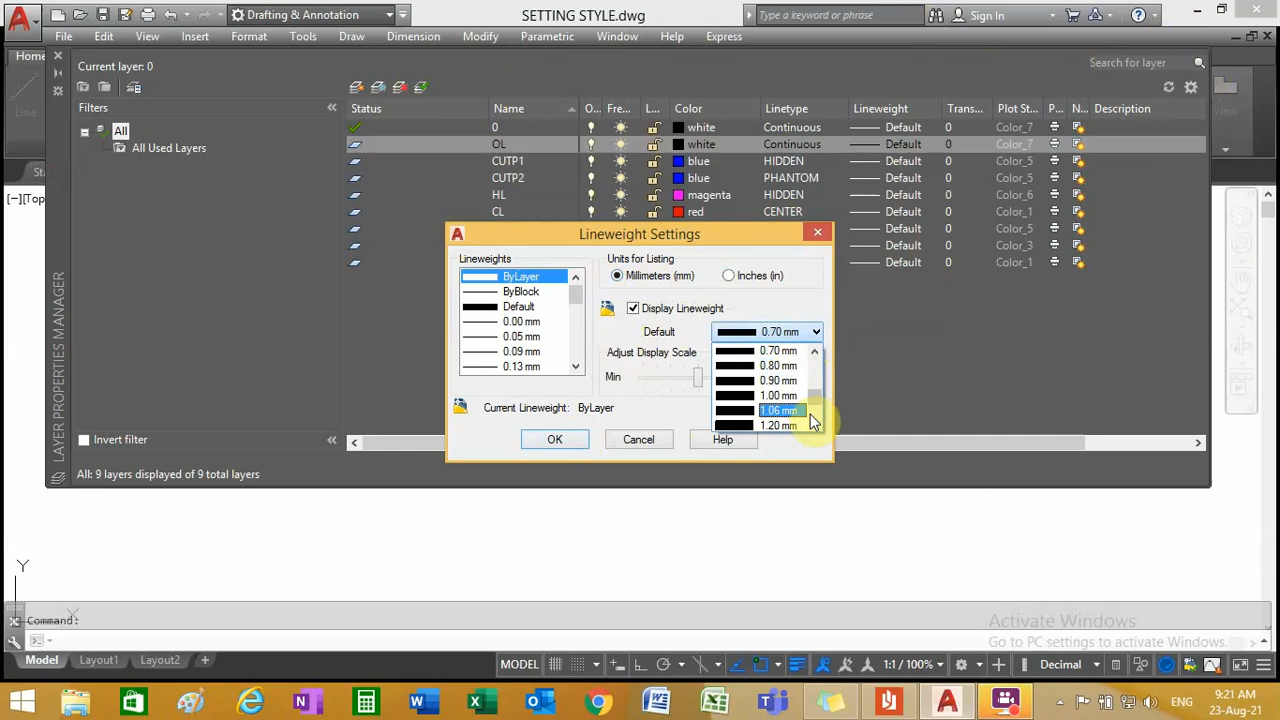 Drafting & Annotation
SETTING STYLE.dwg
Type a keyword or phrase
Sign In
File Edit View Insert Format Tools Draw Dimension Modify Parametric Window Help Express
Home
Current layer: 0
Search for layer
Line
View
Filters
Status Name O... Fre... L... Color Linetype Lineweight Trans... Plot St... P... N... Description
All
All Used Layers
0 white Continuous Default 0 Color_7
OL white Continuous Default 0 Color_7
CUTP1 blue HIDDEN Default 0 Color_5
CUTP2 blue PHANTOM Default 0 Color_5
HL magenta HIDDEN Default 0 Color_6
CL red CENTER Default 0 Color_1
Default 0 Color_5
Default 0 Color_3
Default 0 Color_1
[−][Top
Lineweight Settings
Lineweights
ByLayer
ByBlock
Default
0.00 mm
0.05 mm
0.09 mm
0.13 mm
Units for Listing
Millimeters (mm) Inches (in)
Display Lineweight
Default 0.70 mm
Adjust Display Scale
Min
0.70 mm
0.80 mm
0.90 mm
1.00 mm
1.06 mm
1.20 mm
Current Lineweight: ByLayer
OK Cancel Help
Invert filter
All: 9 layers displayed of 9 total layers
LAYER PROPERTIES MANAGER
Y
X
Command:
Activate Windows
Go to PC settings to activate Windows.
Model Layout1 Layout2 +
MODEL 1:1 / 100% Decimal
ENG
9:21 AM
23-Aug-21